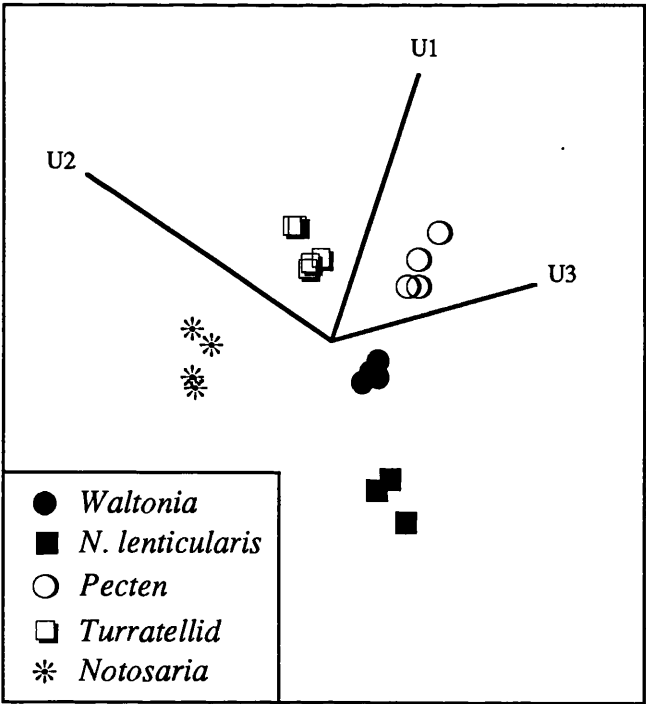 U1
U2
U3
Waltonia
N. lenticularis
Pecten
Turratellid
Notosaria